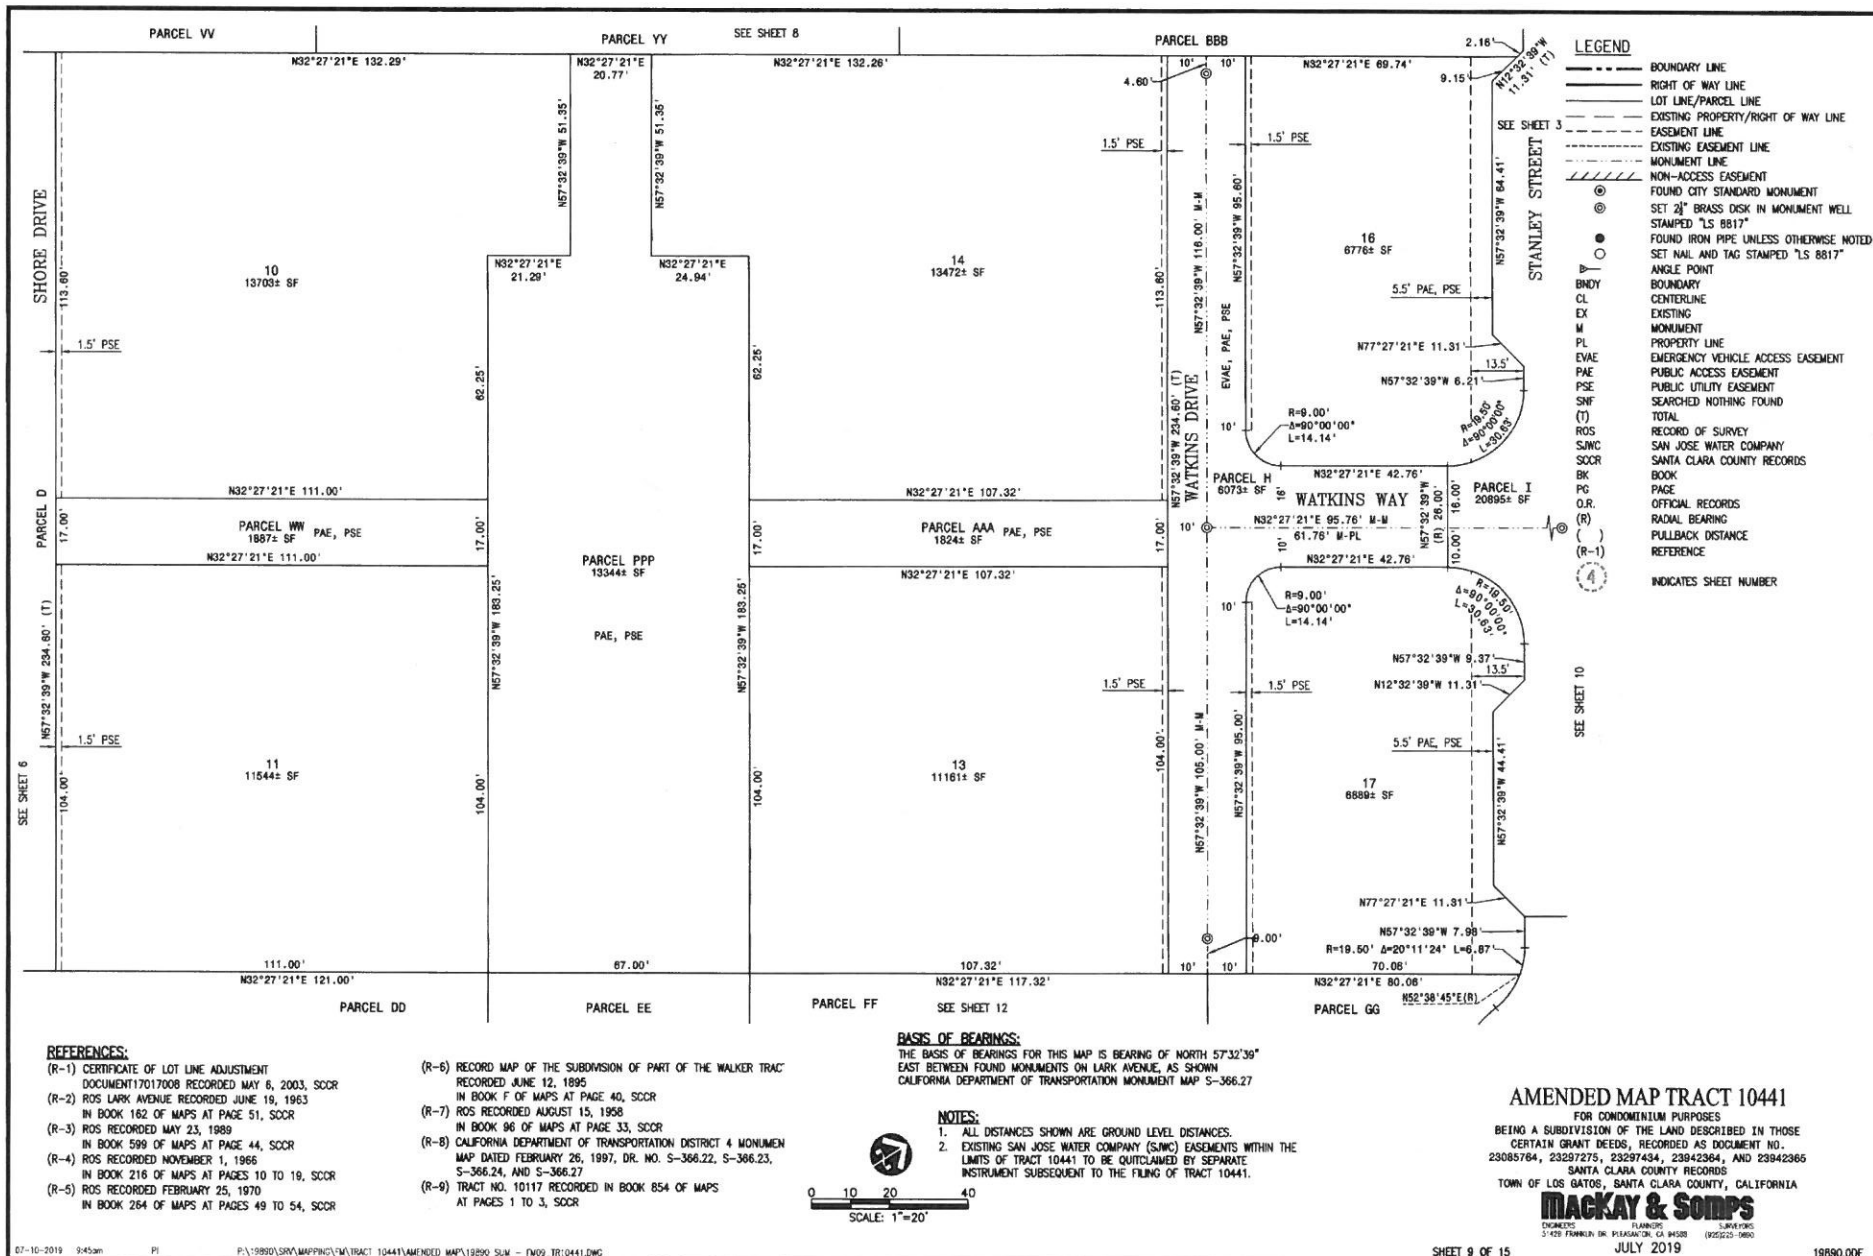 PARCEL VV
PARCEL YY
SEE SHEET 8
PARCEL BBB
N32°27'21"E 132.29'
N32°27'21"E
20.77'
N32°27'21"E 132.26'
10'
10'
N32°27'21"E 69.74'
2.16'
9.15'
N12°32'39"W
11.31' (T)
4.60'
SHORE DRIVE
113.60'
10
13703± SF
1.5' PSE
N57°32'39"W 51.35'
N57°32'39"W 51.35'
N32°27'21"E
21.29'
N32°27'21"E
24.94'
62.25'
62.25'
14
13472± SF
1.5' PSE
113.60'
N57°32'39"W 234.60' (T)
WATKINS DRIVE
N57°32'39"W 116.00' M-M
EVAE, PAE, PSE
N57°32'39"W 95.60'
1.5' PSE
16
6776± SF
SEE SHEET 3
STANLEY STREET
N57°32'39"W 64.41'
5.5' PAE, PSE
N77°27'21"E 11.31'
13.5'
N57°32'39"W 6.21'
R=19.50'
Δ=90°00'00"
L=30.63'
R=9.00'
Δ=90°00'00"
L=14.14'
10'
N32°27'21"E 42.76'
PARCEL D
17.00'
N32°27'21"E 111.00'
PARCEL WW PAE, PSE
1887± SF
N32°27'21"E 111.00'
17.00'
PARCEL PPP
13344± SF
PAE, PSE
17.00'
N32°27'21"E 107.32'
PARCEL AAA PAE, PSE
1824± SF
N32°27'21"E 107.32'
17.00'
10'
PARCEL H
6073± SF
16'
WATKINS WAY
N32°27'21"E 95.76' M-M
61.76' M-PL
10'
N32°27'21"E 42.76'
N57°32'39"W
(R) 26.00'
16.00'
10.00'
PARCEL I
20895± SF
SEE SHEET 6
N57°32'39"W 234.60' (T)
1.5' PSE
104.00'
11
11544± SF
N57°32'39"W 183.25'
104.00'
N57°32'39"W 183.25'
104.00'
13
11161± SF
1.5' PSE
104.00'
N57°32'39"W 105.00' M-M
N57°32'39"W 95.00'
1.5' PSE
10'
R=9.00'
Δ=90°00'00"
L=14.14'
R=19.50'
Δ=90°00'00"
L=30.63'
N57°32'39"W 9.37'
13.5'
N12°32'39"W 11.31'
5.5' PAE, PSE
17
6889± SF
N57°32'39"W 44.41'
SEE SHEET 10
N77°27'21"E 11.31'
N57°32'39"W 7.98'
R=19.50' Δ=20°11'24" L=6.87'
9.00'
111.00'
N32°27'21"E 121.00'
67.00'
107.32'
N32°27'21"E 117.32'
10'
10'
70.08'
N32°27'21"E 80.08'
N52°38'45"E(R)
PARCEL DD
PARCEL EE
PARCEL FF
SEE SHEET 12
PARCEL GG
LEGEND
BOUNDARY LINE
RIGHT OF WAY LINE
LOT LINE/PARCEL LINE
EXISTING PROPERTY/RIGHT OF WAY LINE
EASEMENT LINE
EXISTING EASEMENT LINE
MONUMENT LINE
NON-ACCESS EASEMENT
FOUND CITY STANDARD MONUMENT
SET BRASS DISK IN MONUMENT WELL
STAMPED "LS 8817"
FOUND IRON PIPE UNLESS OTHERWISE NOTED
SET NAIL AND TAG STAMPED "LS 8817"
ANGLE POINT
BNDY BOUNDARY
CL CENTERLINE
EX EXISTING
M MONUMENT
PL PROPERTY LINE
EVAE EMERGENCY VEHICLE ACCESS EASEMENT
PAE PUBLIC ACCESS EASEMENT
PSE PUBLIC UTILITY EASEMENT
SNF SEARCHED NOTHING FOUND
(T) TOTAL
ROS RECORD OF SURVEY
SJWC SAN JOSE WATER COMPANY
SCCR SANTA CLARA COUNTY RECORDS
BK BOOK
PG PAGE
O.R. OFFICIAL RECORDS
(R) RADIAL BEARING
( ) PULLBACK DISTANCE
(R-1) REFERENCE
4 INDICATES SHEET NUMBER
REFERENCES:
(R-1) CERTIFICATE OF LOT LINE ADJUSTMENT
DOCUMENT17017008 RECORDED MAY 6, 2003, SCCR
(R-2) ROS LARK AVENUE RECORDED JUNE 19, 1963
IN BOOK 162 OF MAPS AT PAGE 51, SCCR
(R-3) ROS RECORDED MAY 23, 1989
IN BOOK 599 OF MAPS AT PAGE 44, SCCR
(R-4) ROS RECORDED NOVEMBER 1, 1966
IN BOOK 216 OF MAPS AT PAGES 10 TO 19, SCCR
(R-5) ROS RECORDED FEBRUARY 25, 1970
IN BOOK 264 OF MAPS AT PAGES 49 TO 54, SCCR
(R-6) RECORD MAP OF THE SUBDIVISION OF PART OF THE WALKER TRAC
RECORDED JUNE 12, 1895
IN BOOK F OF MAPS AT PAGE 40, SCCR
(R-7) ROS RECORDED AUGUST 15, 1958
IN BOOK 96 OF MAPS AT PAGE 33, SCCR
(R-8) CALIFORNIA DEPARTMENT OF TRANSPORTATION DISTRICT 4 MONUMEN
MAP DATED FEBRUARY 26, 1997, DR. NO. S-366.22, S-366.23,
S-366.24, AND S-366.27
(R-9) TRACT NO. 10117 RECORDED IN BOOK 854 OF MAPS
AT PAGES 1 TO 3, SCCR
BASIS OF BEARINGS:
THE BASIS OF BEARINGS FOR THIS MAP IS BEARING OF NORTH 57°32'39"
EAST BETWEEN FOUND MONUMENTS ON LARK AVENUE, AS SHOWN
CALIFORNIA DEPARTMENT OF TRANSPORTATION MONUMENT MAP S-366.27
NOTES:
1. ALL DISTANCES SHOWN ARE GROUND LEVEL DISTANCES.
2. EXISTING SAN JOSE WATER COMPANY (SJWC) EASEMENTS WITHIN THE
LIMITS OF TRACT 10441 TO BE QUITCLAIMED BY SEPARATE
INSTRUMENT SUBSEQUENT TO THE FILING OF TRACT 10441.
0 10 20 40
SCALE: 1"=20'
AMENDED MAP TRACT 10441
FOR CONDOMINIUM PURPOSES
BEING A SUBDIVISION OF THE LAND DESCRIBED IN THOSE
CERTAIN GRANT DEEDS, RECORDED AS DOCUMENT NO.
23085764, 23297275, 23297434, 23942364, AND 23942365
SANTA CLARA COUNTY RECORDS
TOWN OF LOS GATOS, SANTA CLARA COUNTY, CALIFORNIA
MACKAY & SOMPS
ENGINEERS PLANNERS SURVEYORS
FRANKLIN DR. PLEASANTON, CA
JULY 2019
SHEET 9 OF 15
19890.00F
07-10-2019 9:45am PI P:\19890\SRV\MAPPING\FM\TRACT 10441\AMENDED MAP\19890 SUM - FM09 TR10441.DWG